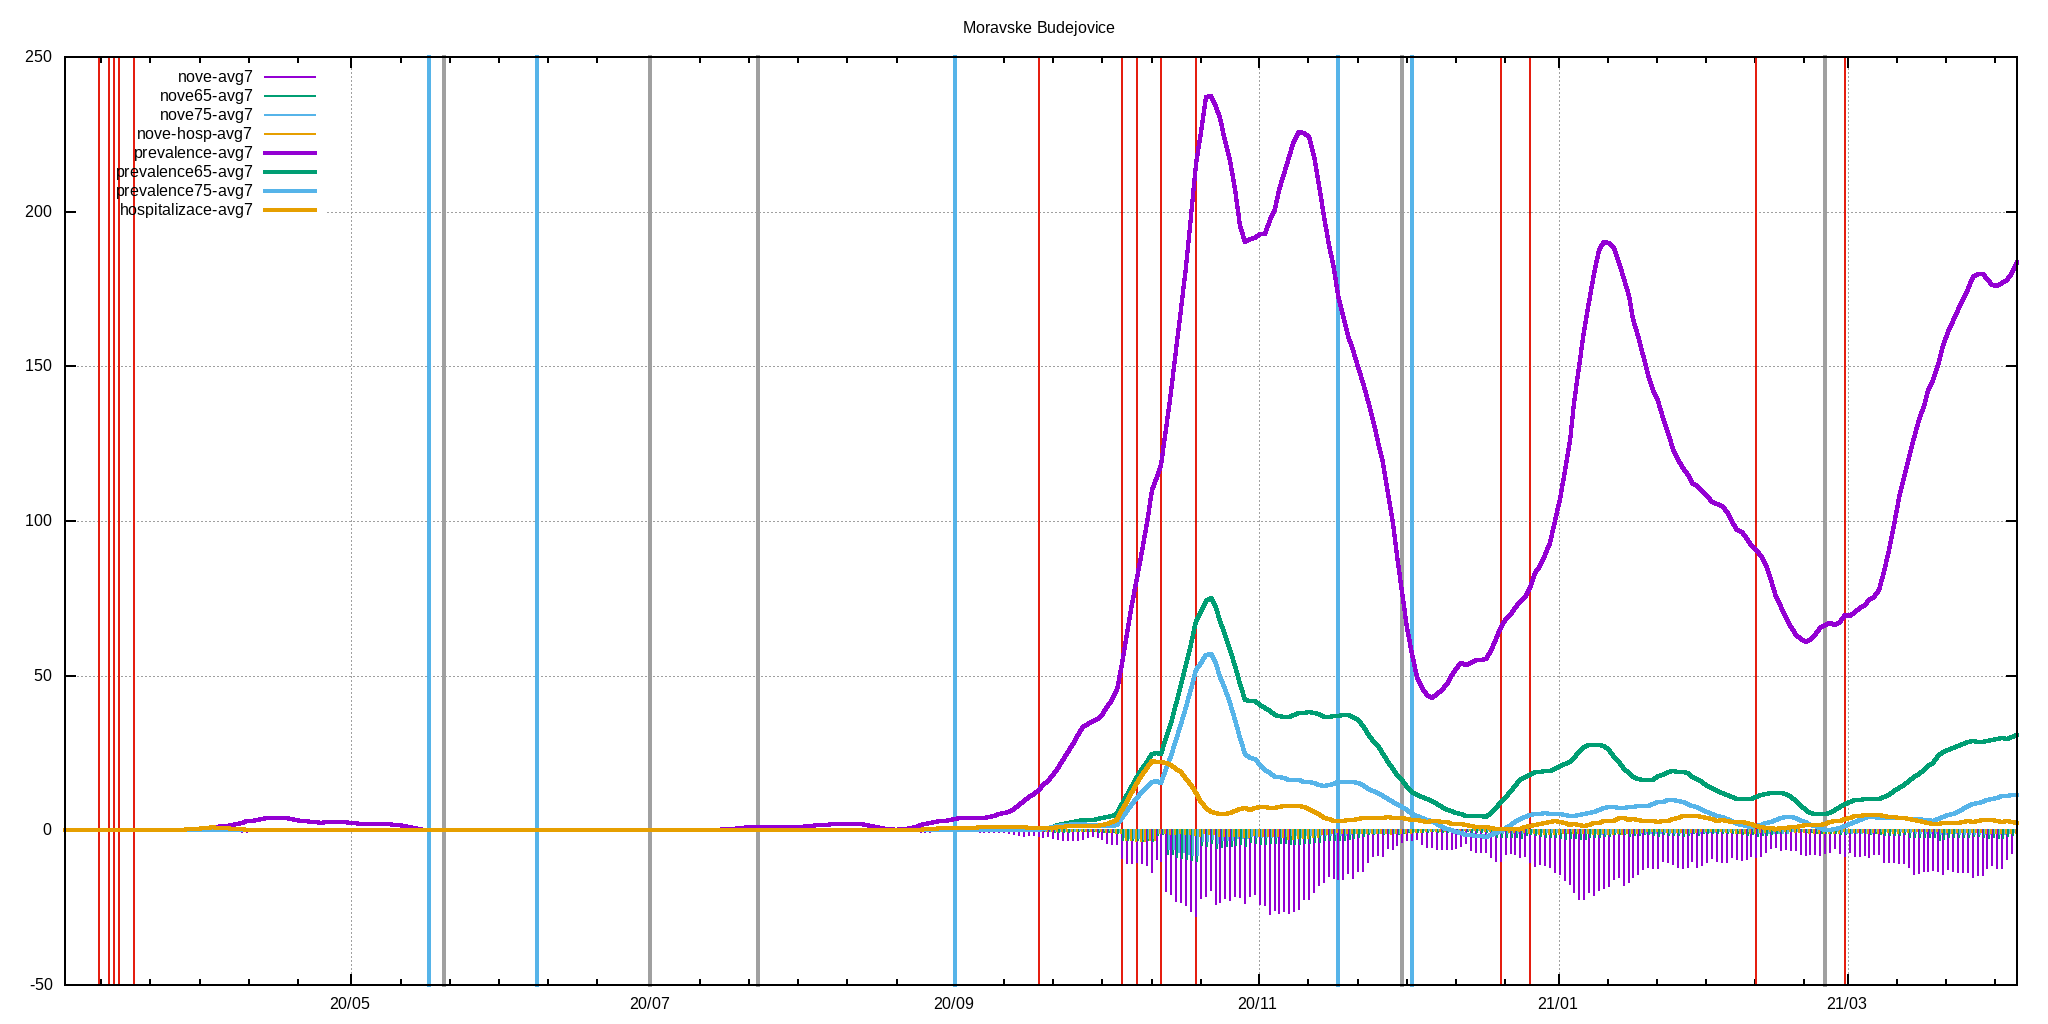 Moravske Budejovice
250
200
150
100
50
0
-50
nove-avg7
nove65-avg7
nove75-avg7
nove-hosp-avg7
prevalence-avg7
prevalence65-avg7
prevalence75-avg7
hospitalizace-avg7
20/05 20/07 20/09 20/11 21/01 21/03